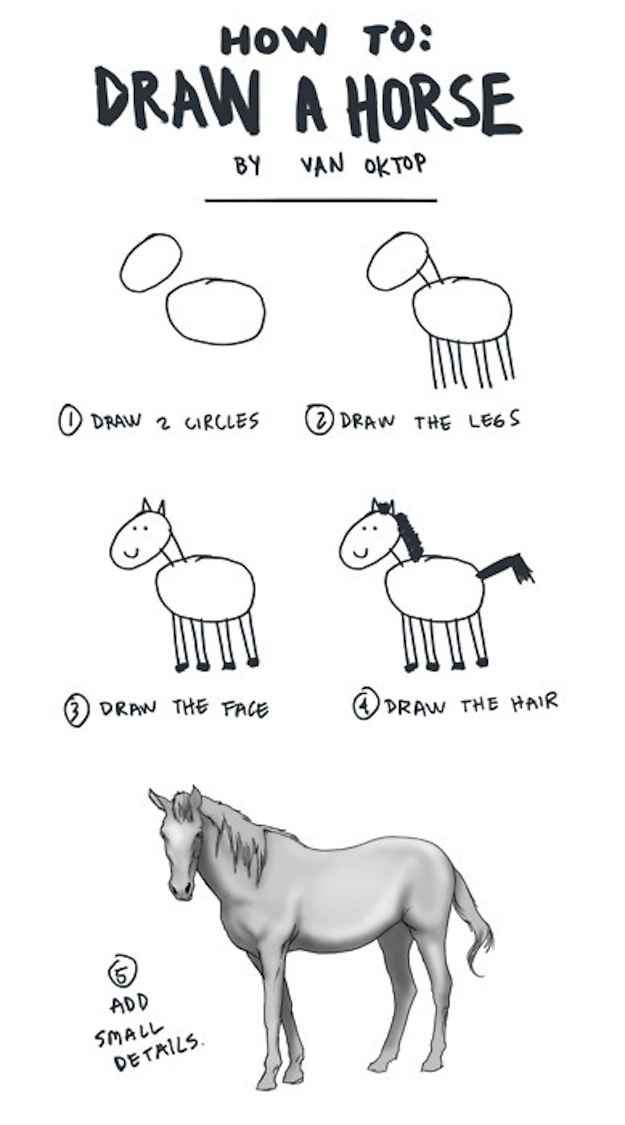 HOW TO:
DRAW A HORSE
BY VAN OKTOP
1 DRAW 2 CIRCLES
2 DRAW THE LEGS
3 DRAW THE FACE
4 DRAW THE HAIR
5
ADD
SMALL
DETAILS.